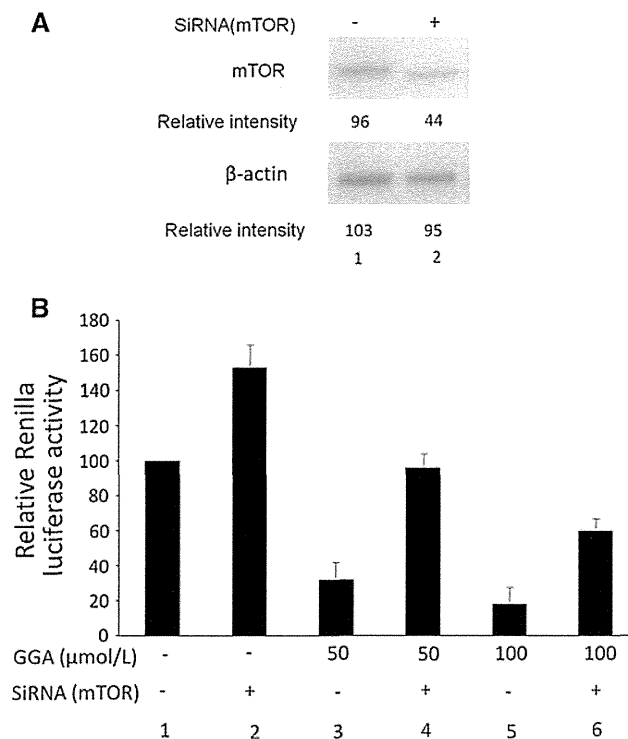 A
SiRNA(mTOR) - +
mTOR
Relative intensity 96 44
β-actin
Relative intensity 103 95
1 2
B
Relative Renilla
luciferase activity
180
160
140
120
100
80
60
40
20
0
GGA (μmol/L) - - 50 50 100 100
SiRNA (mTOR) - + - + - +
1 2 3 4 5 6